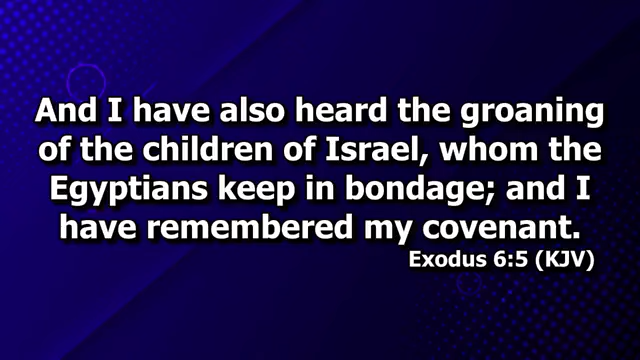 And I have also heard the groaning
of the children of Israel, whom the
Egyptians keep in bondage; and I
have remembered my covenant.
Exodus 6:5 (KJV)